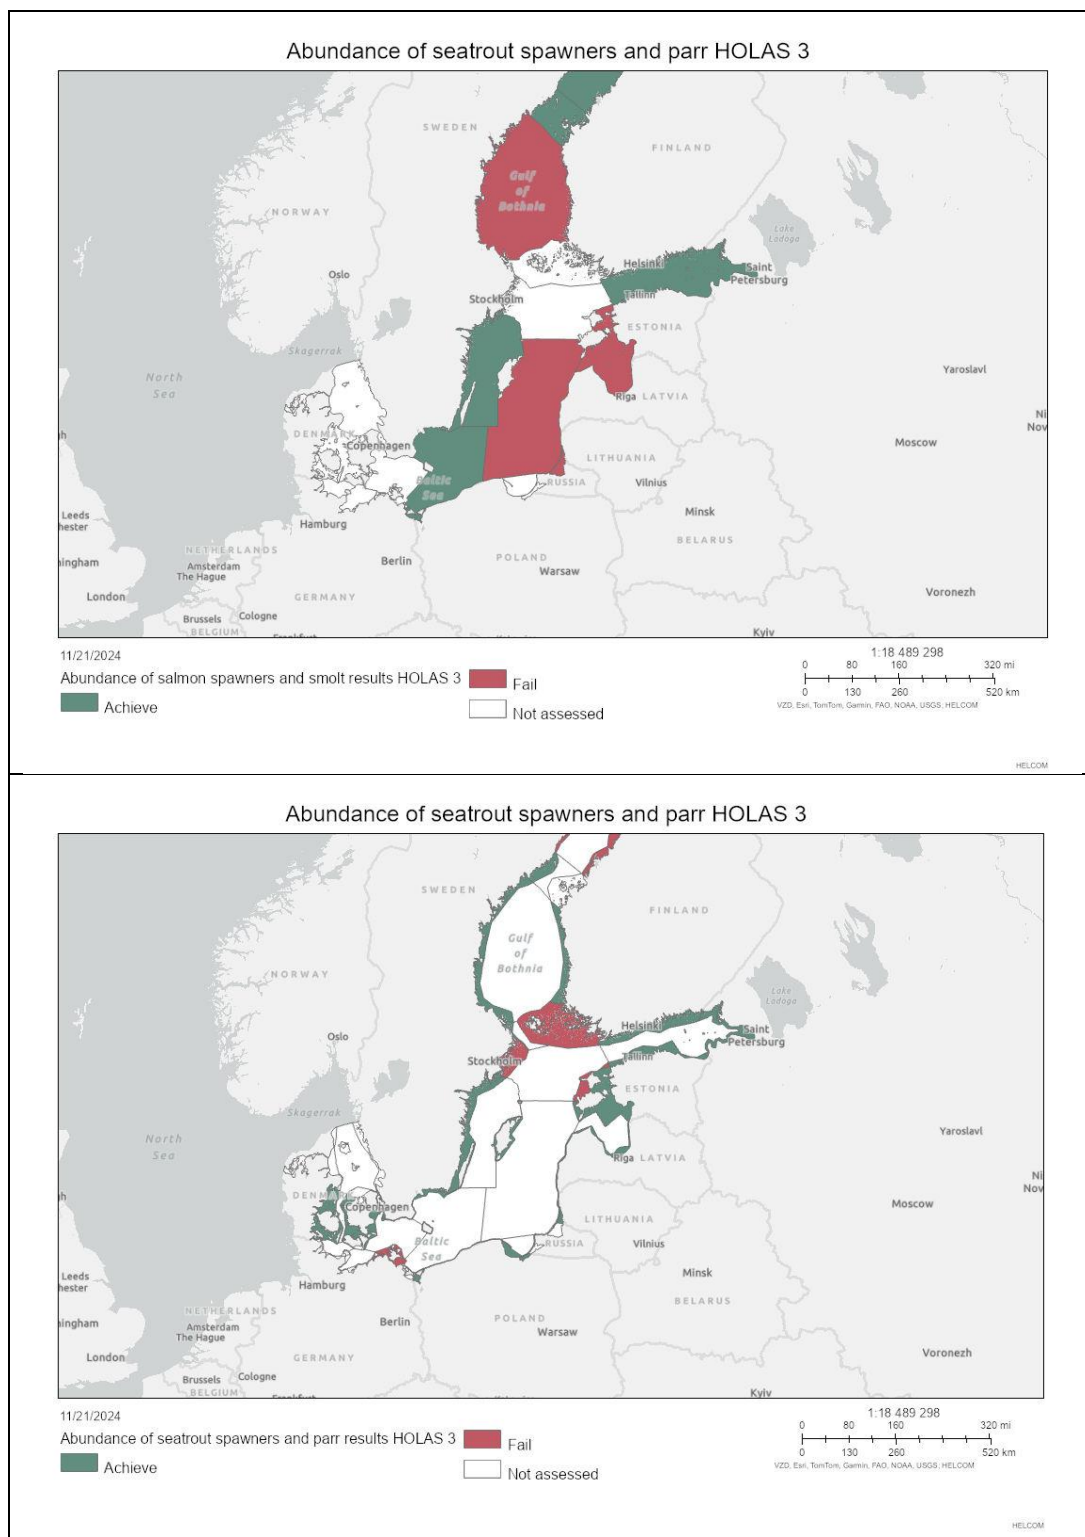 Abundance of seatrout spawners and parr HOLAS 3
SWEDEN
FINLAND
Gulf
of
Bothnia
NORWAY
Lake
Ladoga
Oslo
Helsinki
Saint
Petersburg
Stockholm
Tallinn
ESTONIA
Skagerrak
North
Sea
Yaroslavl
Riga
LATVIA
Ni
Nov
DENMARK
Copenhagen
Moscow
LITHUANIA
Baltic
Sea
RUSSIA
Vilnius
Leeds
hester
Hamburg
Minsk
BELARUS
NETHERLANDS
ningham
Amsterdam
The Hague
Berlin
POLAND
Warsaw
London
GERMANY
Voronezh
Brussels
Cologne
BELGIUM
Kyiv
11/21/2024
1:18 489 298
Abundance of salmon spawners and smolt results HOLAS 3
Fail
0 80 160 320 mi
Achieve
Not assessed
0 130 260 520 km
VZD, Esri, TomTom, Garmin, FAO, NOAA, USGS, HELCOM
HELCOM
Abundance of seatrout spawners and parr HOLAS 3
SWEDEN
FINLAND
Gulf
of
Bothnia
NORWAY
Lake
Ladoga
Oslo
Helsinki
Saint
Petersburg
Stockholm
Tallinn
ESTONIA
Skagerrak
North
Sea
Yaroslavl
Riga
LATVIA
Ni
Nov
DENMARK
Copenhagen
Moscow
LITHUANIA
Baltic
Sea
RUSSIA
Vilnius
Leeds
hester
Hamburg
Minsk
BELARUS
NETHERLANDS
ningham
Amsterdam
The Hague
Berlin
POLAND
Warsaw
London
GERMANY
Voronezh
Brussels
Cologne
BELGIUM
Kyiv
11/21/2024
1:18 489 298
Abundance of seatrout spawners and parr results HOLAS 3
Fail
0 80 160 320 mi
Achieve
Not assessed
0 130 260 520 km
VZD, Esri, TomTom, Garmin, FAO, NOAA, USGS, HELCOM
HELCOM